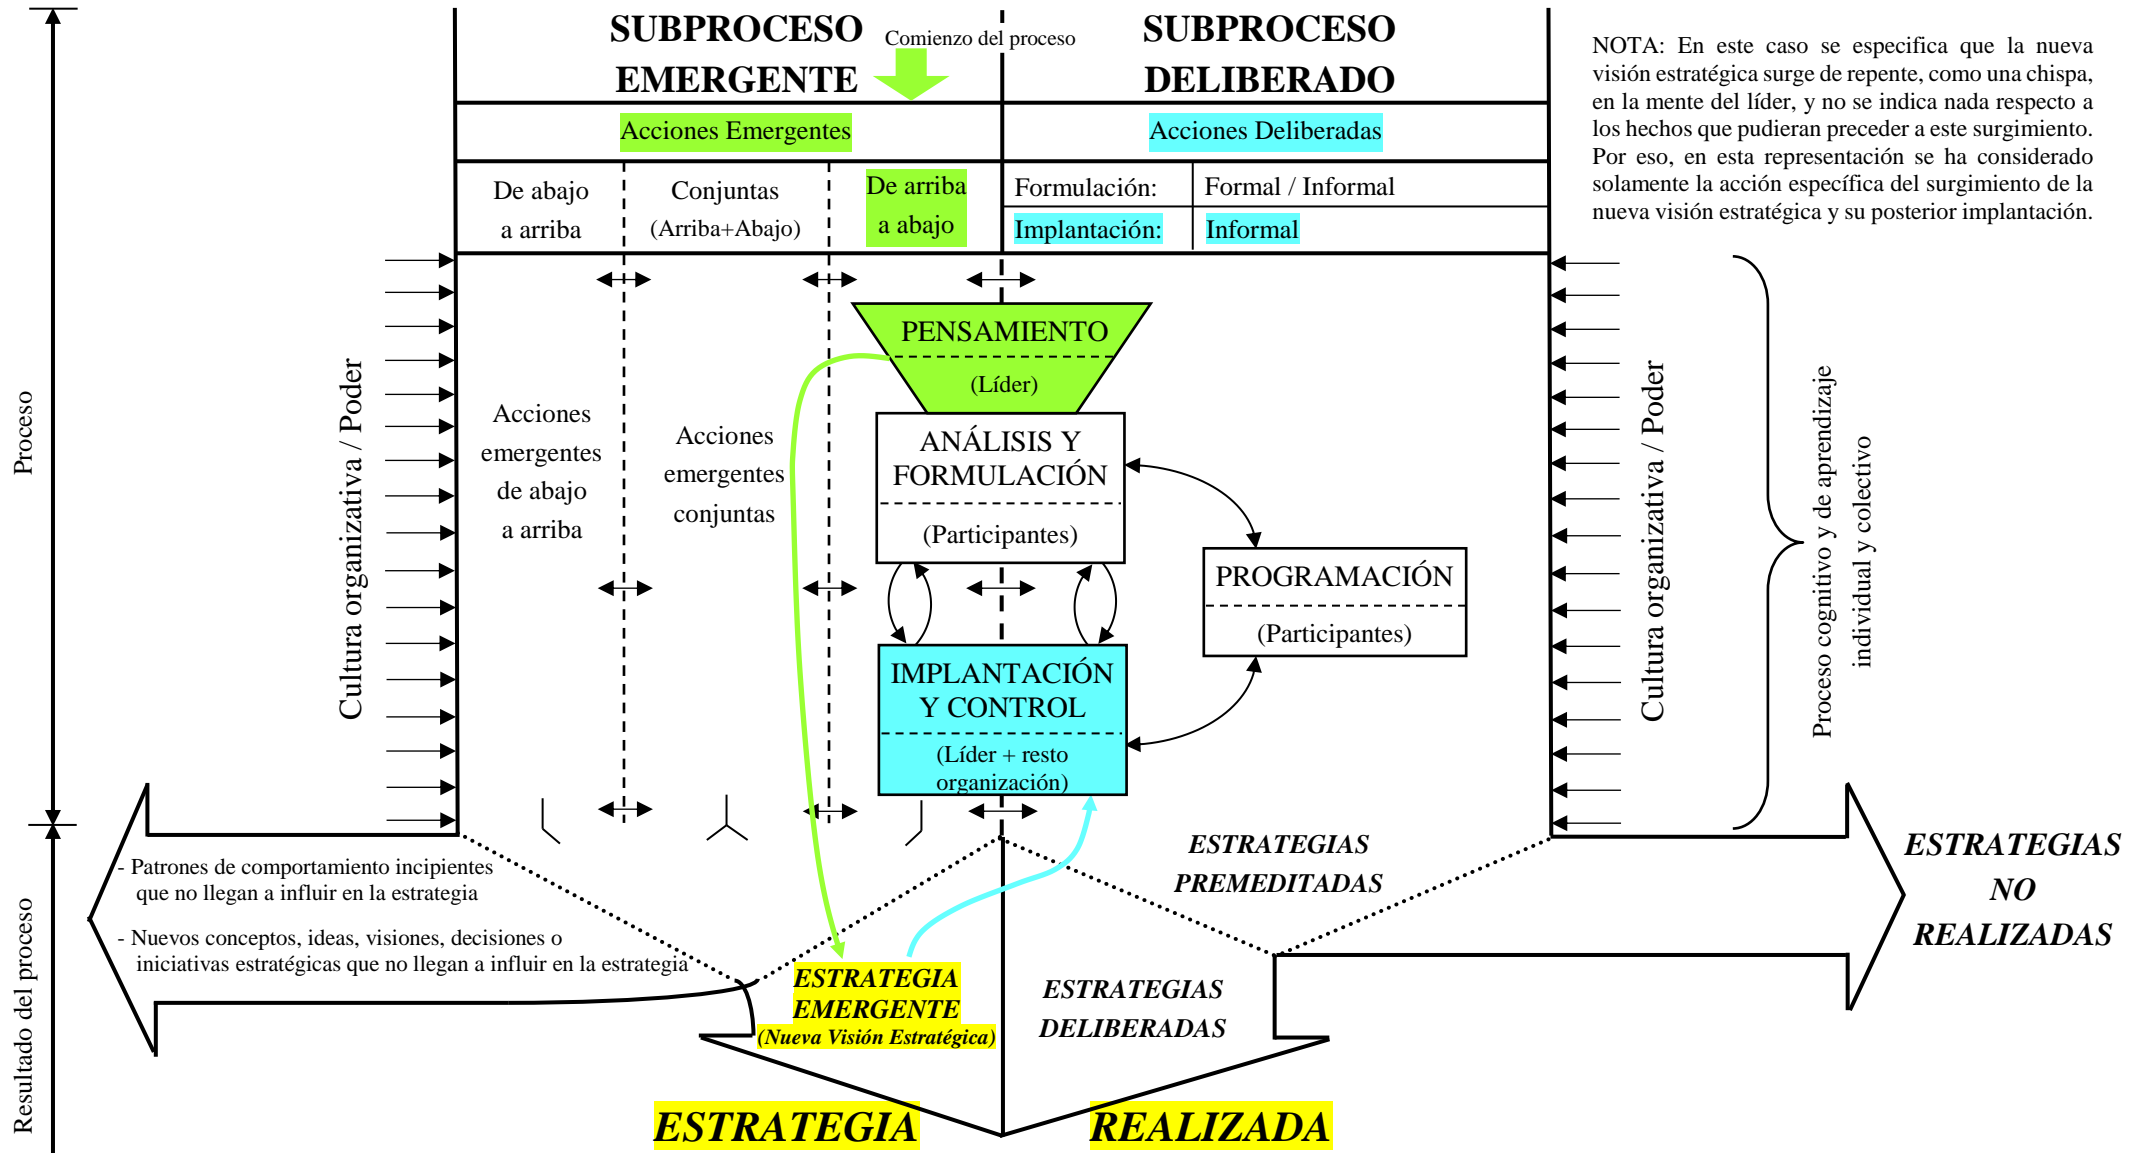 SUBPROCESO
EMERGENTE
Comienzo del proceso
SUBPROCESO
DELIBERADO
NOTA: En este caso se especifica que la nueva
visión estratégica surge de repente, como una chispa,
en la mente del líder, y no se indica nada respecto a
los hechos que pudieran preceder a este surgimiento.
Por eso, en esta representación se ha considerado
solamente la acción específica del surgimiento de la
nueva visión estratégica y su posterior implantación.
Acciones Emergentes
Acciones Deliberadas
De abajo
a arriba
Conjuntas
(Arriba+Abajo)
De arriba
a abajo
Formulación:
Formal / Informal
Implantación:
Informal
Proceso
Cultura organizativa / Poder
Acciones
emergentes
de abajo
a arriba
Acciones
emergentes
conjuntas
PENSAMIENTO
(Líder)
ANÁLISIS Y
FORMULACIÓN
(Participantes)
PROGRAMACIÓN
(Participantes)
IMPLANTACIÓN
Y CONTROL
(Líder + resto
organización)
Cultura organizativa / Poder
Proceso cognitivo y de aprendizaje
individual y colectivo
Resultado del proceso
- Patrones de comportamiento incipientes
que no llegan a influir en la estrategia
- Nuevos conceptos, ideas, visiones, decisiones o
iniciativas estratégicas que no llegan a influir en la estrategia
ESTRATEGIAS
PREMEDITADAS
ESTRATEGIAS
NO
REALIZADAS
ESTRATEGIA
EMERGENTE
(Nueva Visión Estratégica)
ESTRATEGIAS
DELIBERADAS
ESTRATEGIA
REALIZADA